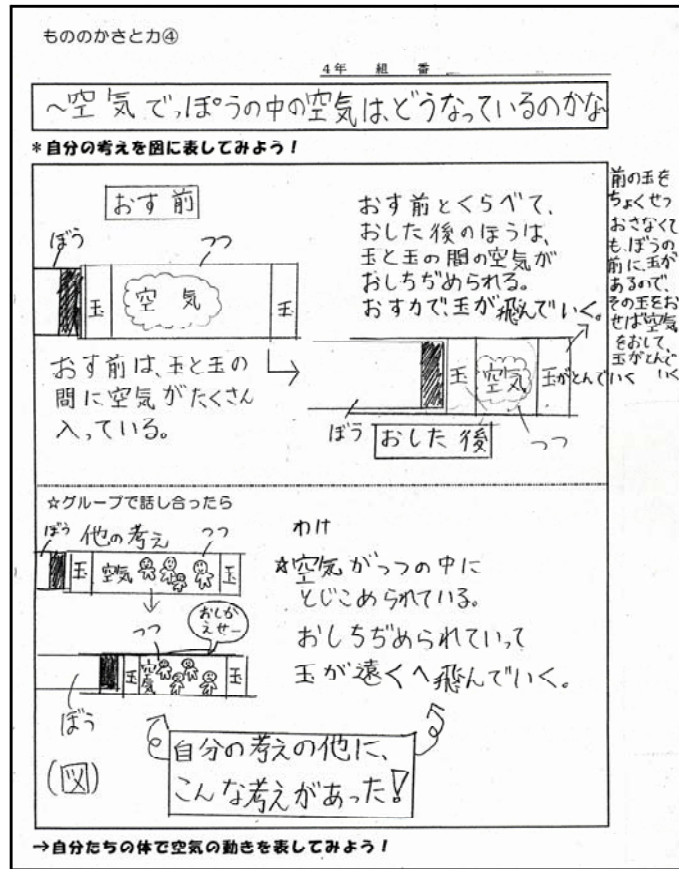 もののかさと力④
4年 組 番
～空気でっぽうの中の空気は、どうなっているのかな
＊自分の考えを図に表してみよう！
おす前
ぼう
つつ
玉
空気
玉
おす前は、玉と玉の
間に空気がたくさん
入っている。
おす前とくらべて、
おした後のほうは、
玉と玉の間の空気が
おしちぢめられる。
おす力で、玉が飛んでいく。
玉
空気
玉がとんでいく
ぼう
おした後
つつ
前の玉を
ちょくせつ
おさなくて
も、ぼうの
前に、玉が
あるので、
その玉をお
せば空気
をおして、
玉がとんで
いく
☆グループで話し合ったら
ぼう
他の考え
つつ
玉
空気
玉
つつ
おしか
えせー
玉
空気
玉
ぼう
(図)
わけ
☆空気がつつの中に
とじこめられている。
おしちぢめられていって
玉が遠くへ飛んでいく。
自分の考えの他に、
こんな考えがあった!
→自分たちの体で空気の動きを表してみよう！